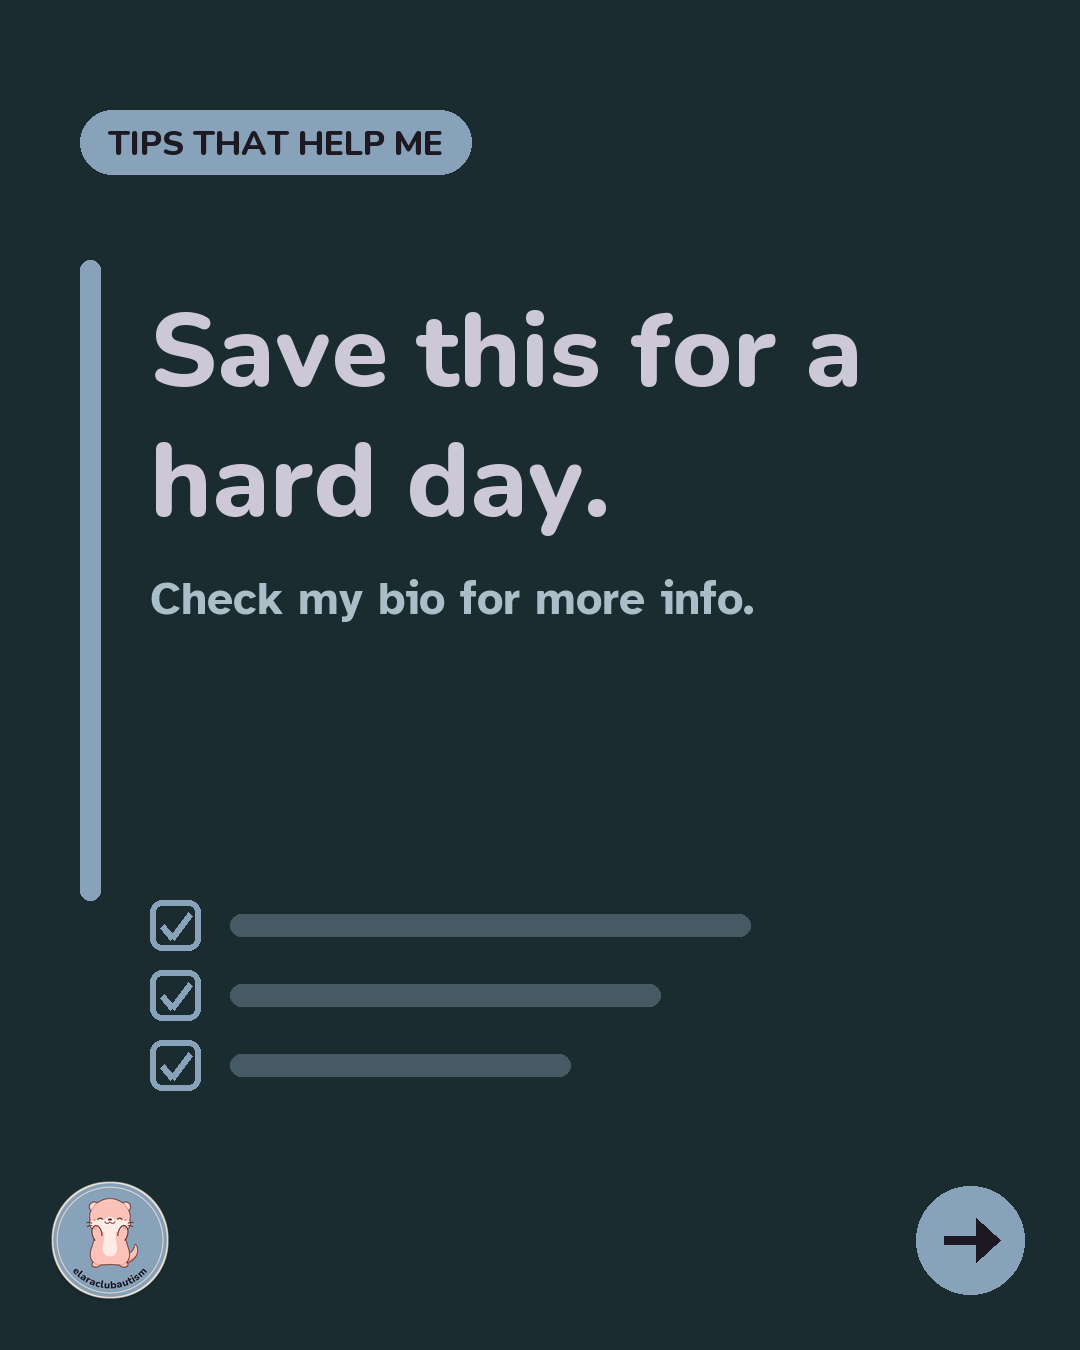 TIPS THAT HELP ME
Save this for a
hard day.
Check my bio for more info.
elaraclubautism